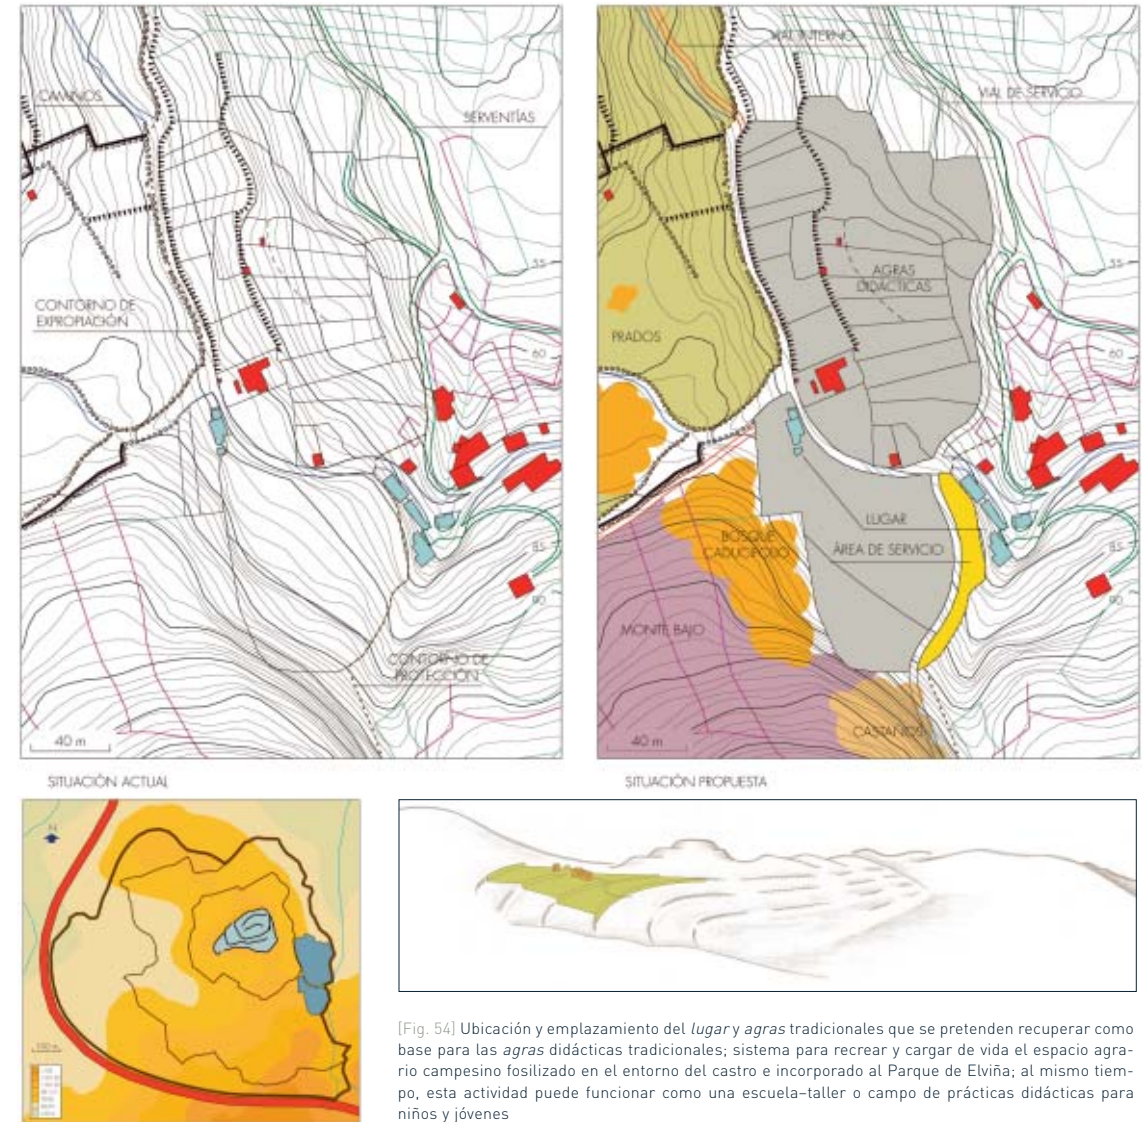 CAMINOS
SERVENTÍAS
55
CONTORNO DE
EXPROPIACIÓN
60
85
90
CONTORNO DE
PROTECCIÓN
40 m
SITUACIÓN ACTUAL
VIAL INTERNO
VIAL DE SERVICIO
55
AGRAS
DIDÁCTICAS
PRADOS
60
LUGAR
BOSQUE
CADUCIFOLIO
ÁREA DE SERVICIO
85
90
MONTE BAJO
CASTAÑOS
40 m
SITUACIÓN PROPUESTA
N
[Fig. 54] Ubicación y emplazamiento del lugar y agras tradicionales que se pretenden recuperar como
base para las agras didácticas tradicionales; sistema para recrear y cargar de vida el espacio agra-
rio campesino fosilizado en el entorno del castro e incorporado al Parque de Elviña; al mismo tiem-
po, esta actividad puede funcionar como una escuela–taller o campo de prácticas didácticas para
niños y jóvenes